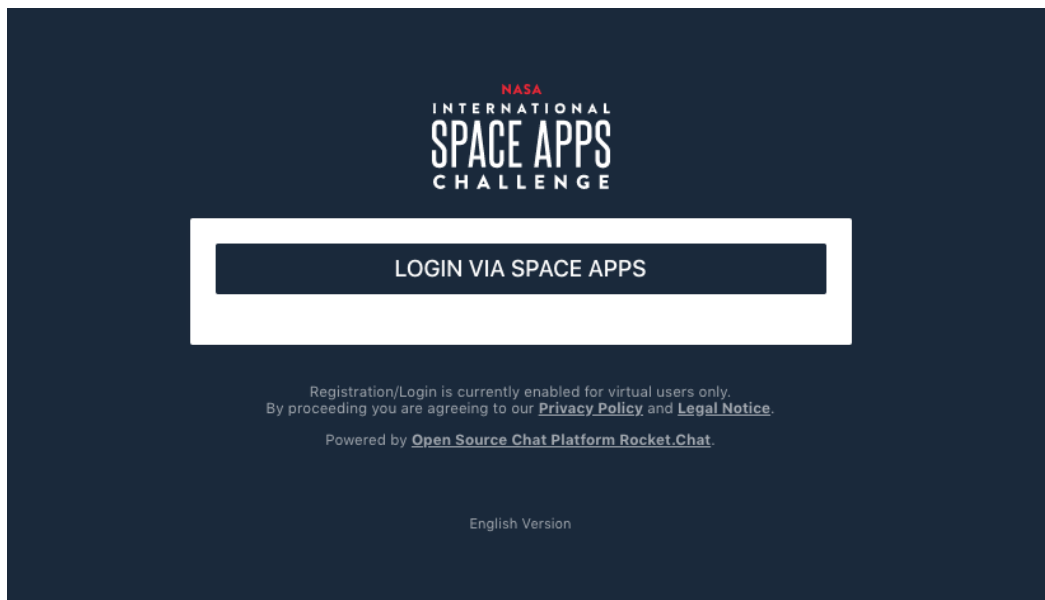 NASA
INTERNATIONAL
SPACE APPS
CHALLENGE
LOGIN VIA SPACE APPS
Registration/Login is currently enabled for virtual users only.
By proceeding you are agreeing to our Privacy Policy and Legal Notice.
Powered by Open Source Chat Platform Rocket.Chat.
English Version